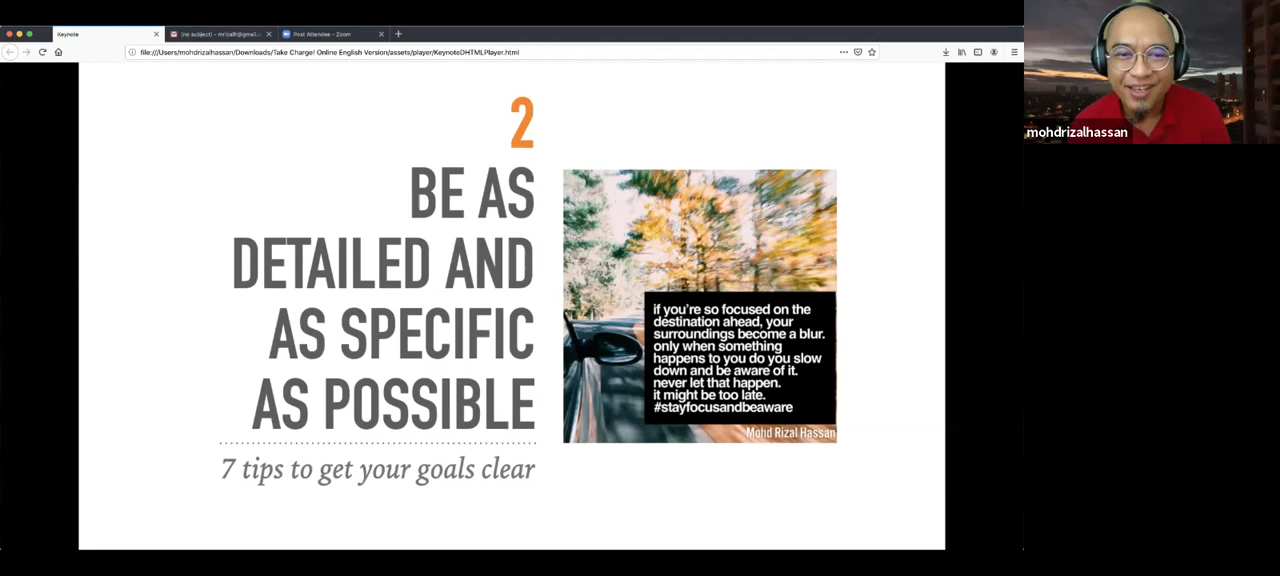 Keynote
(no subject) - mrizalh@gmail.c
Post Attendee - Zoom
file:///Users/mohdrizalhassan/Downloads/Take Charge! Online English Version/assets/player/KeynoteDHTMLPlayer.html
mohdrizalhassan
2
BE AS
DETAILED AND
AS SPECIFIC
AS POSSIBLE
7 tips to get your goals clear
if you're so focused on the
destination ahead, your
surroundings become a blur.
only when something
happens to you do you slow
down and be aware of it.
never let that happen.
it might be too late.
#stayfocusandbeaware
Mohd Rizal Hassan